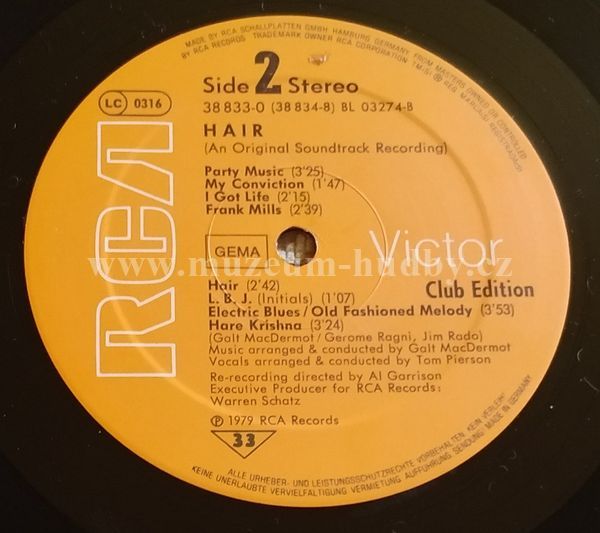 MADE BY RCA SCHALLPLATTEN GMBH HAMBURG GERMANY FROM MASTERS OWNED OR CONTROLLED
BY RCA RECORDS TRADEMARK OWNER RCA CORPORATION TM(S) ® REG. MARCA(S) REGISTRADA(S)
Side 2 Stereo
38 833-0 (38 834-8) BL 03274-B
LC 0316
HAIR
(An Original Soundtrack Recording)
Party Music (3'25)
My Conviction (1'47)
I Got Life (2'15)
Frank Mills (2'39)
RCA
GEMA
Victor
www.muzeum-hudby.cz
Club Edition
Hair (2'42)
L.B.J. (Initials) (1'07)
Electric Blues/Old Fashioned Melody (3'53)
Hare Krishna (3'24)
(Galt MacDermot/Gerome Ragni, Jim Rado)
Music arranged & conducted by Galt MacDermot
Vocals arranged & conducted by Tom Pierson
Re-recording directed by Al Garrison
Executive Producer for RCA Records:
Warren Schatz
℗ 1979 RCA Records
33
ALLE URHEBER- UND LEISTUNGSSCHUTZRECHTE VORBEHALTEN. KEIN VERLEIH!
KEINE UNERLAUBTE VERVIELFÄLTIGUNG VERMIETUNG AUFFÜHRUNG SENDUNG! MADE IN GERMANY